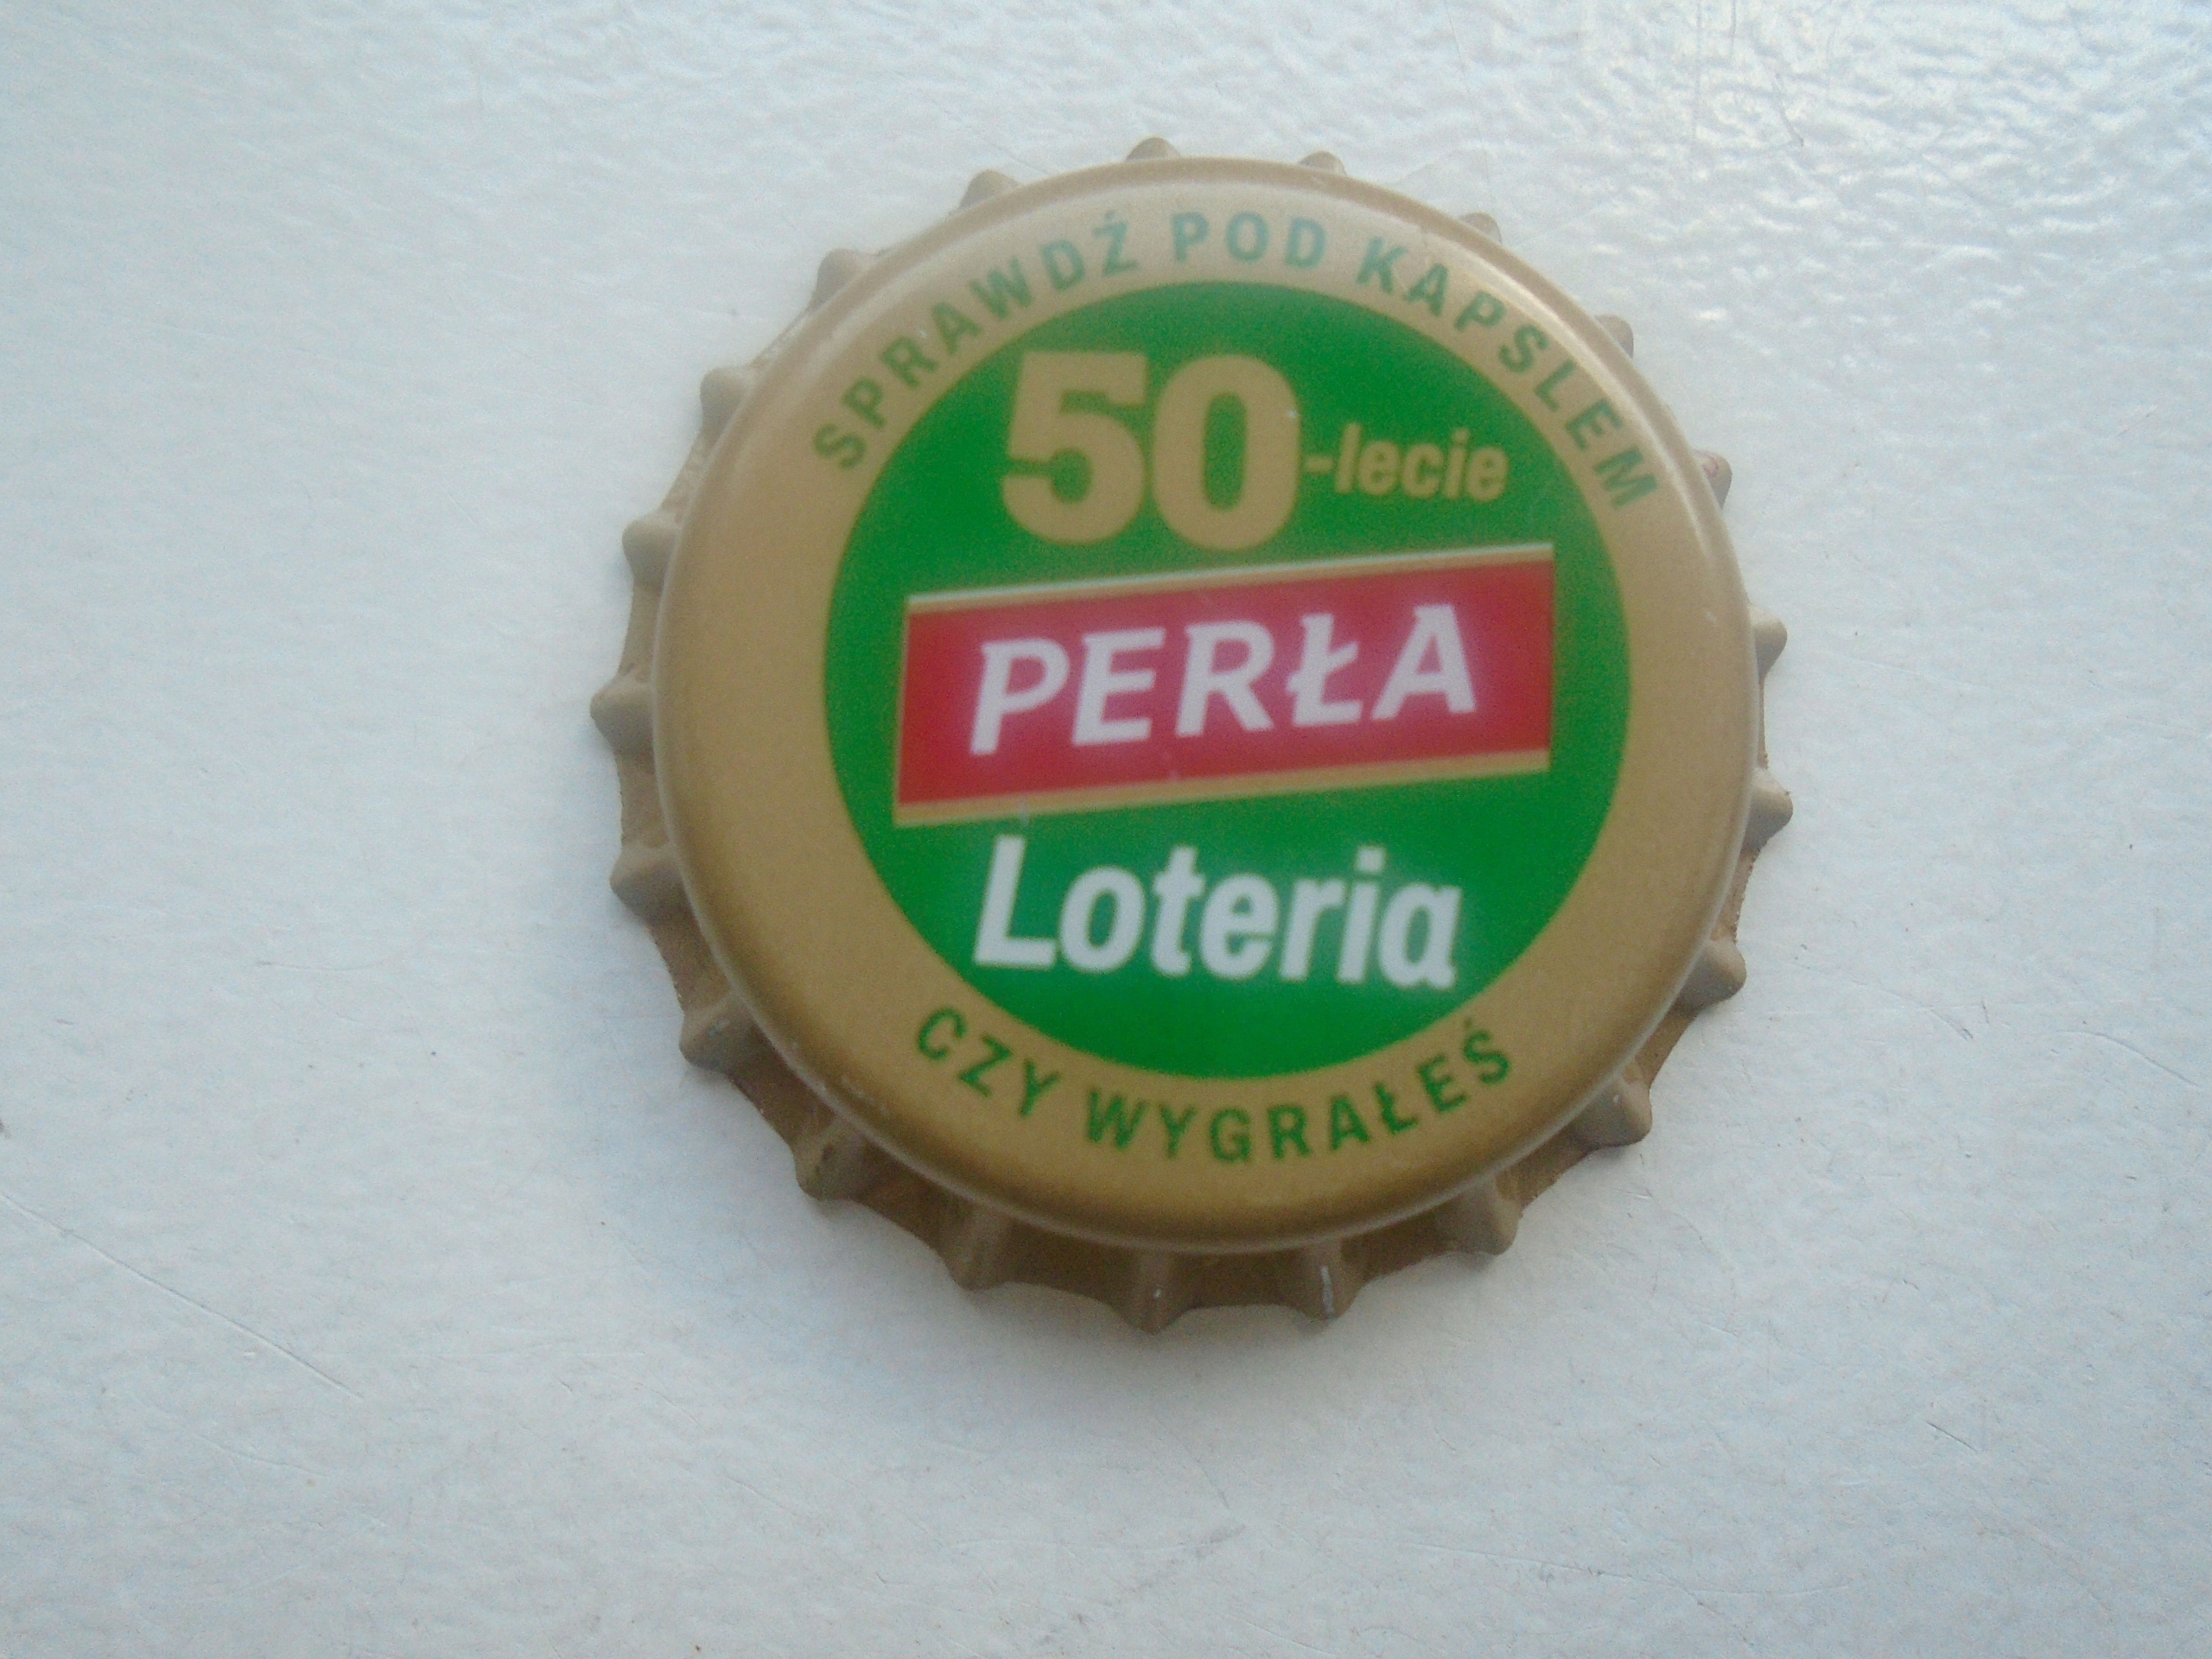 SPRAWDŹ POD KAPSLEM
50-lecie
PERŁA
Loteria
CZY WYGRAŁEŚ